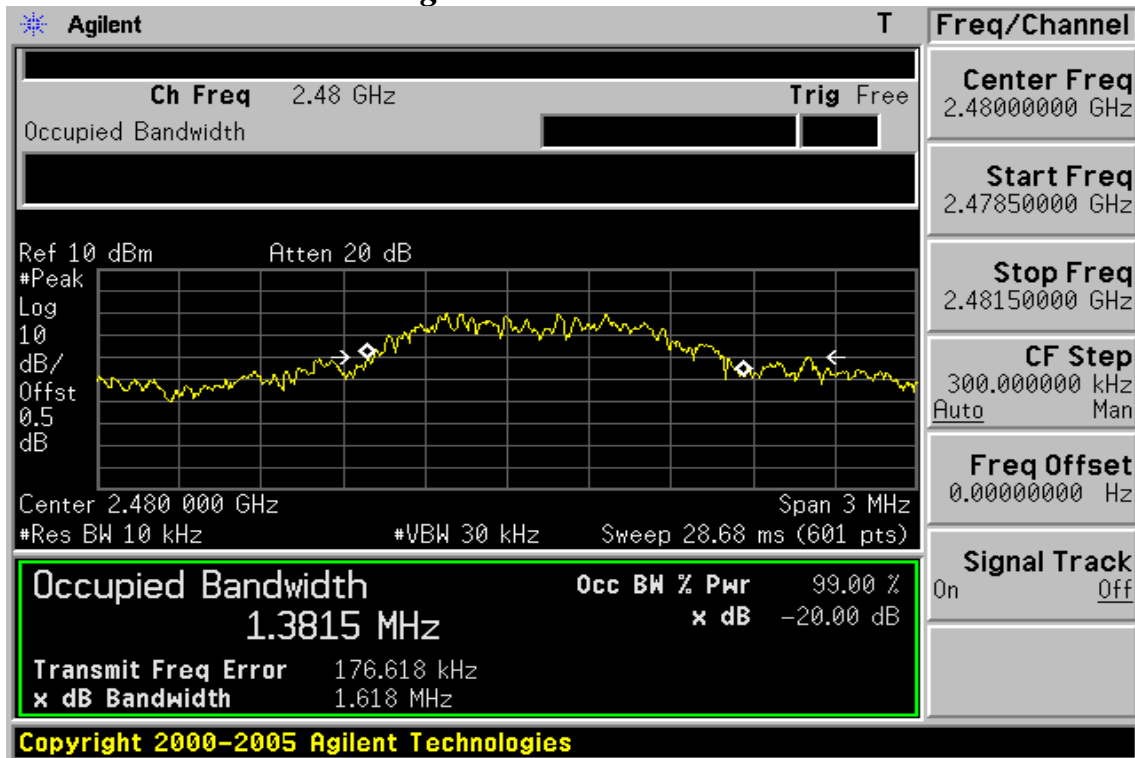 Agilent T Freq/Channel
Ch Freq 2.48 GHz Trig Free
Occupied Bandwidth
Center Freq
2.48000000 GHz
Start Freq
2.47850000 GHz
Stop Freq
2.48150000 GHz
CF Step
300.000000 kHz
Auto Man
Freq Offset
0.00000000 Hz
Signal Track
On Off
Ref 10 dBm Atten 20 dB
#Peak
Log
10
dB/
Offst
0.5
dB
Center 2.480 000 GHz Span 3 MHz
#Res BW 10 kHz #VBW 30 kHz Sweep 28.68 ms (601 pts)
Occupied Bandwidth Occ BW % Pwr 99.00 %
1.3815 MHz x dB -20.00 dB
Transmit Freq Error 176.618 kHz
x dB Bandwidth 1.618 MHz
Copyright 2000-2005 Agilent Technologies